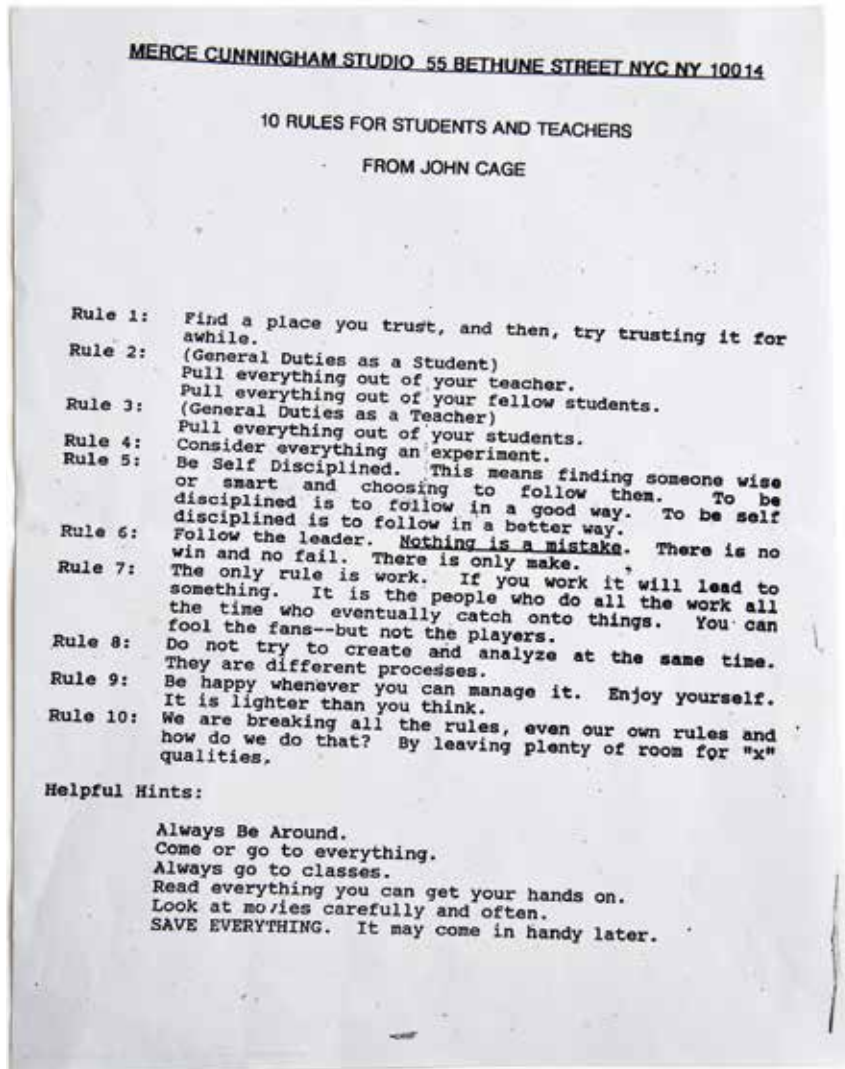 MERCE CUNNINGHAM STUDIO 55 BETHUNE STREET NYC NY 10014
10 RULES FOR STUDENTS AND TEACHERS
FROM JOHN CAGE
Rule 1: Find a place you trust, and then, try trusting it for
awhile.
Rule 2: (General Duties as a Student)
Pull everything out of your teacher.
Pull everything out of your fellow students.
Rule 3: (General Duties as a Teacher)
Pull everything out of your students.
Rule 4: Consider everything an experiment.
Rule 5: Be Self Disciplined. This means finding someone wise
or smart and choosing to follow them. To be
disciplined is to follow in a good way. To be self
disciplined is to follow in a better way.
Rule 6: Follow the leader. Nothing is a mistake. There is no
win and no fail. There is only make.
Rule 7: The only rule is work. If you work it will lead to
something. It is the people who do all the work all
the time who eventually catch onto things. You can
fool the fans--but not the players.
Rule 8: Do not try to create and analyze at the same time.
They are different processes.
Rule 9: Be happy whenever you can manage it. Enjoy yourself.
It is lighter than you think.
Rule 10: We are breaking all the rules, even our own rules and
how do we do that? By leaving plenty of room for "x"
qualities.
Helpful Hints:
Always Be Around.
Come or go to everything.
Always go to classes.
Read everything you can get your hands on.
Look at movies carefully and often.
SAVE EVERYTHING. It may come in handy later.